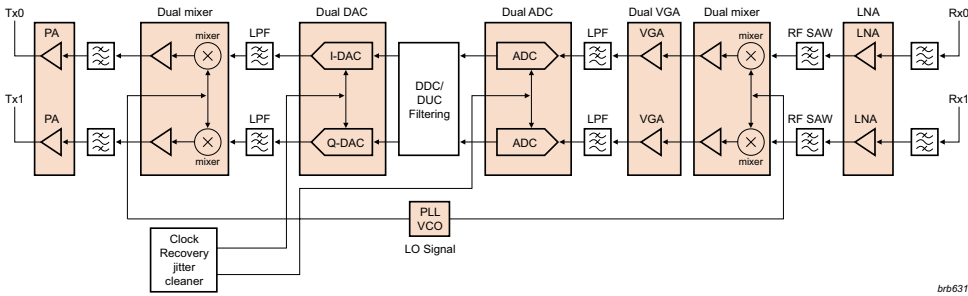 Tx0
Dual mixer
Dual DAC
Dual ADC
Dual VGA
Dual mixer
LNA
Rx0
PA
mixer
LPF
I-DAC
ADC
LPF
VGA
mixer
RF SAW
LNA
DDC/
DUC
Filtering
Tx1
Rx1
PA
mixer
LPF
Q-DAC
ADC
LPF
VGA
mixer
RF SAW
LNA
PLL
VCO
LO Signal
Clock
Recovery
jitter
cleaner
brb631